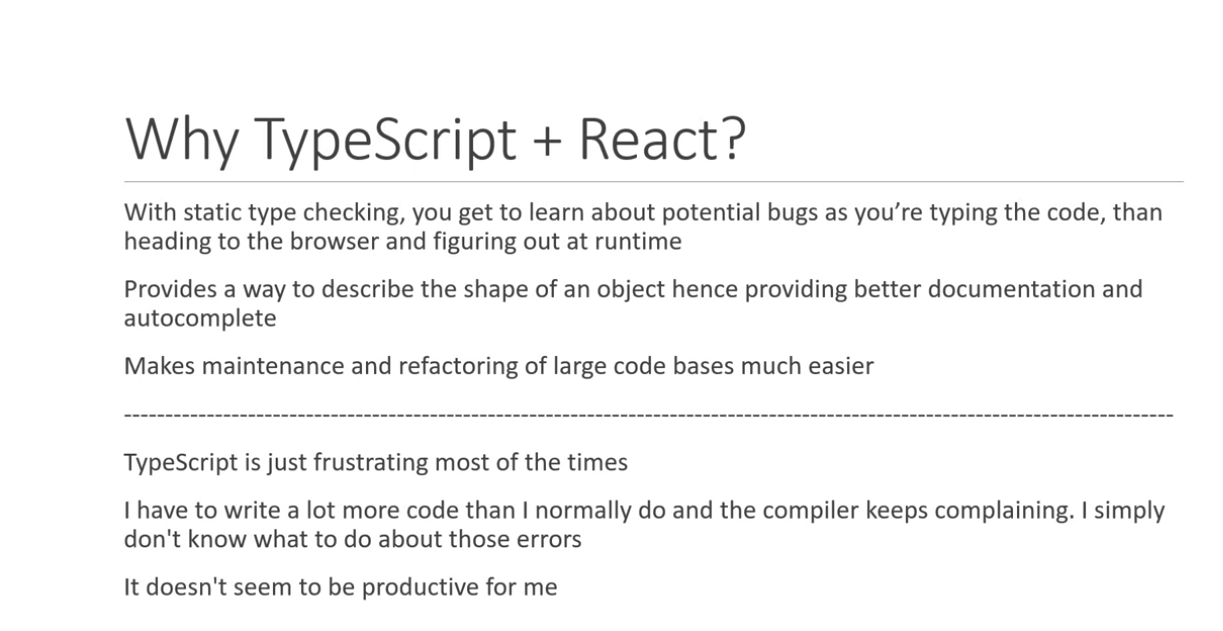 Why TypeScript + React?
With static type checking, you get to learn about potential bugs as you’re typing the code, than
heading to the browser and figuring out at runtime
Provides a way to describe the shape of an object hence providing better documentation and
autocomplete
Makes maintenance and refactoring of large code bases much easier
--------------------------------------------------------------------------------------------------------------------------------
TypeScript is just frustrating most of the times
I have to write a lot more code than I normally do and the compiler keeps complaining. I simply
don't know what to do about those errors
It doesn't seem to be productive for me